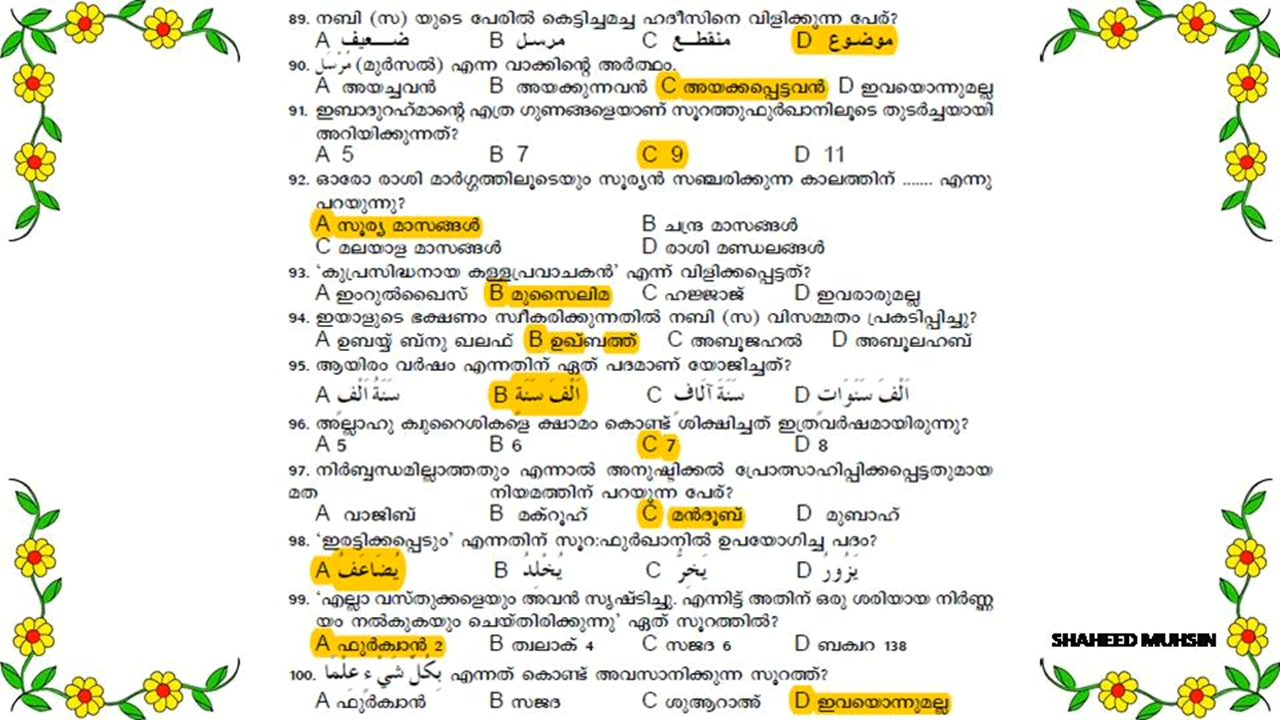 89. നബി (സ) യുടെ പേരിൽ കെട്ടിച്ചമച്ച ഹദീസിനെ വിളിക്കുന്ന പേര്?
A ضـــعيف B مرسـل C منقطـع D موضـوع
90. مُرْسَل (മുർസൽ) എന്ന വാക്കിന്റെ അർത്ഥം.
A അയച്ചവൻ B അയക്കുന്നവൻ C അയക്കപ്പെട്ടവൻ D ഇവയൊന്നുമല്ല
91. ഇബാദുറഹ്മാന്റെ എത്ര ഗുണങ്ങളെയാണ് സൂറത്തുഫുർഖാനിലൂടെ തുടർച്ചയായി
അറിയിക്കുന്നത്?
A 5 B 7 C 9 D 11
92. ഓരോ രാശി മാർഗ്ഗത്തിലൂടെയും സൂര്യൻ സഞ്ചരിക്കുന്ന കാലത്തിന് ....... എന്നു
പറയുന്നു?
A സൂര്യ മാസങ്ങൾ B ചന്ദ്ര മാസങ്ങൾ
C മലയാള മാസങ്ങൾ D രാശി മണ്ഡലങ്ങൾ
93. ‘കുപ്രസിദ്ധനായ കള്ളപ്രവാചകൻ’ എന്ന് വിളിക്കപ്പെട്ടത്?
A ഇംറുൽഖൈസ് B മുസൈലിമ C ഹജ്ജാജ് D ഇവരാരുമല്ല
94. ഇയാളുടെ ഭക്ഷണം സ്വീകരിക്കുന്നതിൽ നബി (സ) വിസമ്മതം പ്രകടിപ്പിച്ചു?
A ഉബയ്യ് ബ്നു ഖലഫ് B ഉഖ്ബത്ത് C അബൂജഹൽ D അബൂലഹബ്
95. ആയിരം വർഷം എന്നതിന് ഏത് പദമാണ് യോജിച്ചത്?
A سَنَةُ أَلْفٍ B أَلْفَ سَنَةٍ C سَنَةَ آلَافٍ D أَلْفَ سَنَوَاتٍ
96. അല്ലാഹു ക്വുറൈശികളെ ക്ഷാമം കൊണ്ട് ശിക്ഷിച്ചത് ഇത്രവർഷമായിരുന്നു?
A 5 B 6 C 7 D 8
97. നിർബ്ബന്ധമില്ലാത്തതും എന്നാൽ അനുഷ്ടിക്കൽ പ്രോത്സാഹിപ്പിക്കപ്പെട്ടതുമായ
മത നിയമത്തിന് പറയുന്ന പേര്?
A വാജിബ് B മക്റൂഹ് C മൻദൂബ് D മുബാഹ്
98. ‘ഇരട്ടിക്കപ്പെടും’ എന്നതിന് സൂറ:ഫുർഖാനിൽ ഉപയോഗിച്ച പദം?
A يُضَاعَفُ B يُخْلِدُ C يَخِرُّ D يَزُورُ
99. ‘എല്ലാ വസ്തുക്കളെയും അവൻ സൃഷ്ടിച്ചു. എന്നിട്ട് അതിന് ഒരു ശരിയായ നിർണ്ണ
യം നൽകുകയും ചെയ്തിരിക്കുന്നു’ ഏത് സൂറത്തിൽ?
A ഫുർക്വാൻ 2 B ത്വലാക് 4 C സജദ 6 D ബക്വറ 138
100. بِكُلِّ شَيْءٍ عِلْمًا എന്നത് കൊണ്ട് അവസാനിക്കുന്ന സൂറത്ത്?
A ഫുർക്വാൻ B സജദ C ശുആറാഅ് D ഇവയൊന്നുമല്ല
SHAHEED MUHSIN